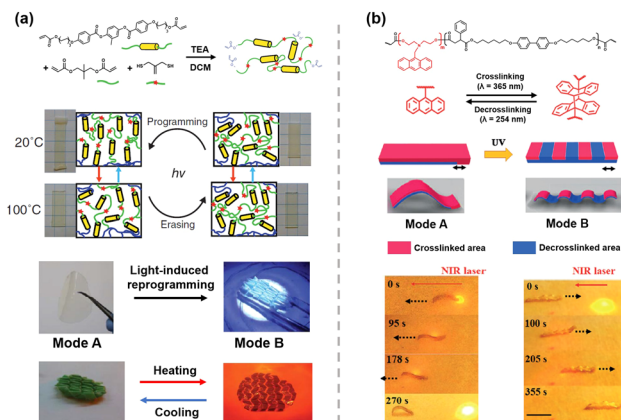 (a)
TEA
DCM
20°C
Programming
hν
100°C
Erasing
Light-induced
reprogramming
Mode A
Mode B
Heating
Cooling
(b)
Crosslinking
(λ = 365 nm)
Decrosslinking
(λ = 254 nm)
UV
Mode A
Mode B
Crosslinked area
Decrosslinked area
NIR laser
0 s
95 s
178 s
270 s
NIR laser
0 s
100 s
205 s
355 s